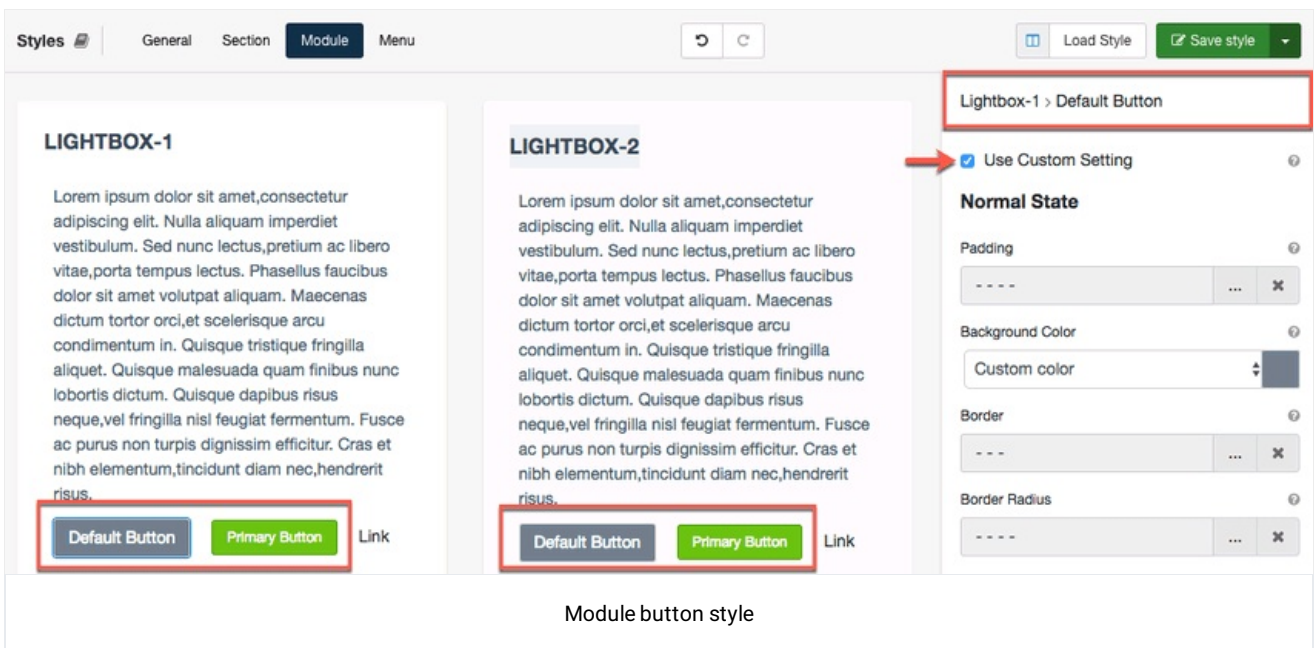 Styles General Section Module Menu Load Style Save style
LIGHTBOX-1
Lorem ipsum dolor sit amet,consectetur
adipiscing elit. Nulla aliquam imperdiet
vestibulum. Sed nunc lectus,pretium ac libero
vitae,porta tempus lectus. Phasellus faucibus
dolor sit amet volutpat aliquam. Maecenas
dictum tortor orci,et scelerisque arcu
condimentum in. Quisque tristique fringilla
aliquet. Quisque malesuada quam finibus nunc
lobortis dictum. Quisque dapibus risus
neque,vel fringilla nisl feugiat fermentum. Fusce
ac purus non turpis dignissim efficitur. Cras et
nibh elementum,tincidunt diam nec,hendrerit
risus.
Default Button Primary Button Link
LIGHTBOX-2
Lorem ipsum dolor sit amet,consectetur
adipiscing elit. Nulla aliquam imperdiet
vestibulum. Sed nunc lectus,pretium ac libero
vitae,porta tempus lectus. Phasellus faucibus
dolor sit amet volutpat aliquam. Maecenas
dictum tortor orci,et scelerisque arcu
condimentum in. Quisque tristique fringilla
aliquet. Quisque malesuada quam finibus nunc
lobortis dictum. Quisque dapibus risus
neque,vel fringilla nisl feugiat fermentum. Fusce
ac purus non turpis dignissim efficitur. Cras et
nibh elementum,tincidunt diam nec,hendrerit
risus.
Default Button Primary Button Link
Lightbox-1 > Default Button
Use Custom Setting
Normal State
Padding
- - - - ...
Background Color
Custom color
Border
- - - ...
Border Radius
- - - - ...
Module button style